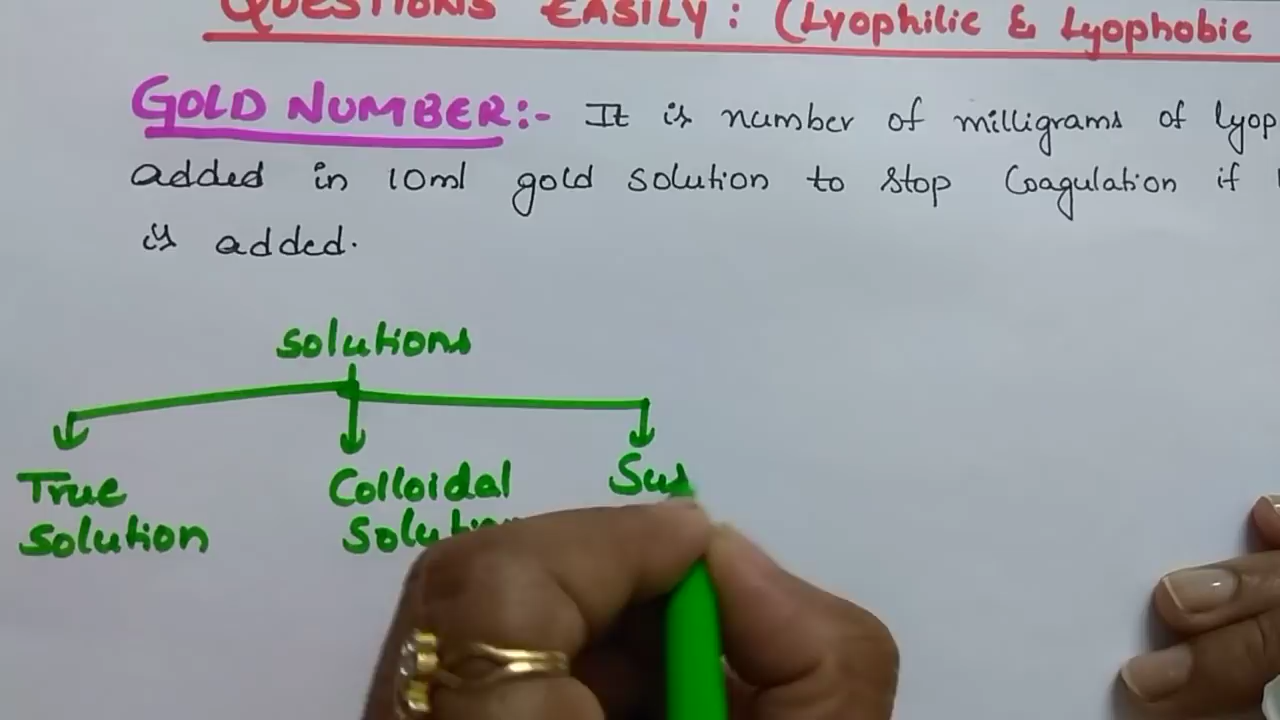 QUESTIONS EASILY: (Lyophilic & Lyophobic
GOLD NUMBER:- It is number of milligrams of lyop
added in 10ml gold solution to stop Coagulation if
is added.
solutions
True Colloidal Sus
solution Solution